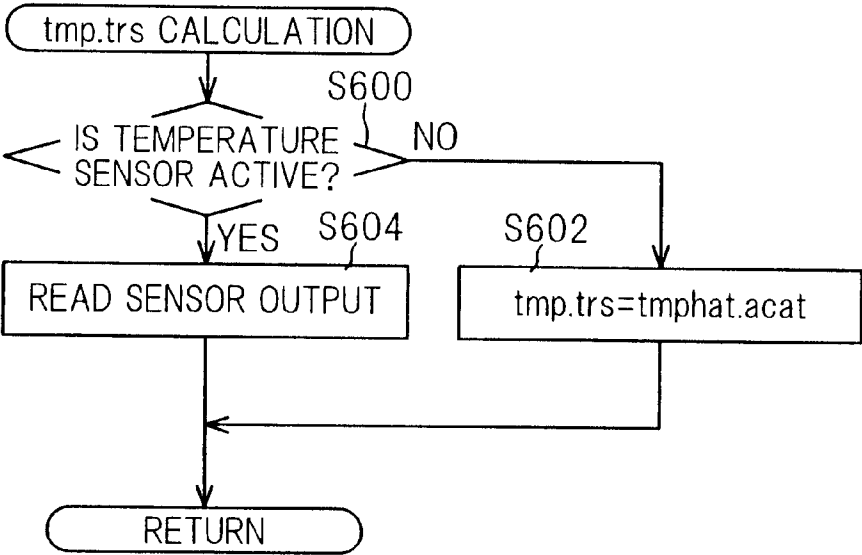 tmp.trs CALCULATION
S600
IS TEMPERATURE
SENSOR ACTIVE?
NO
YES
S604
S602
READ SENSOR OUTPUT
tmp.trs=tmphat.acat
RETURN